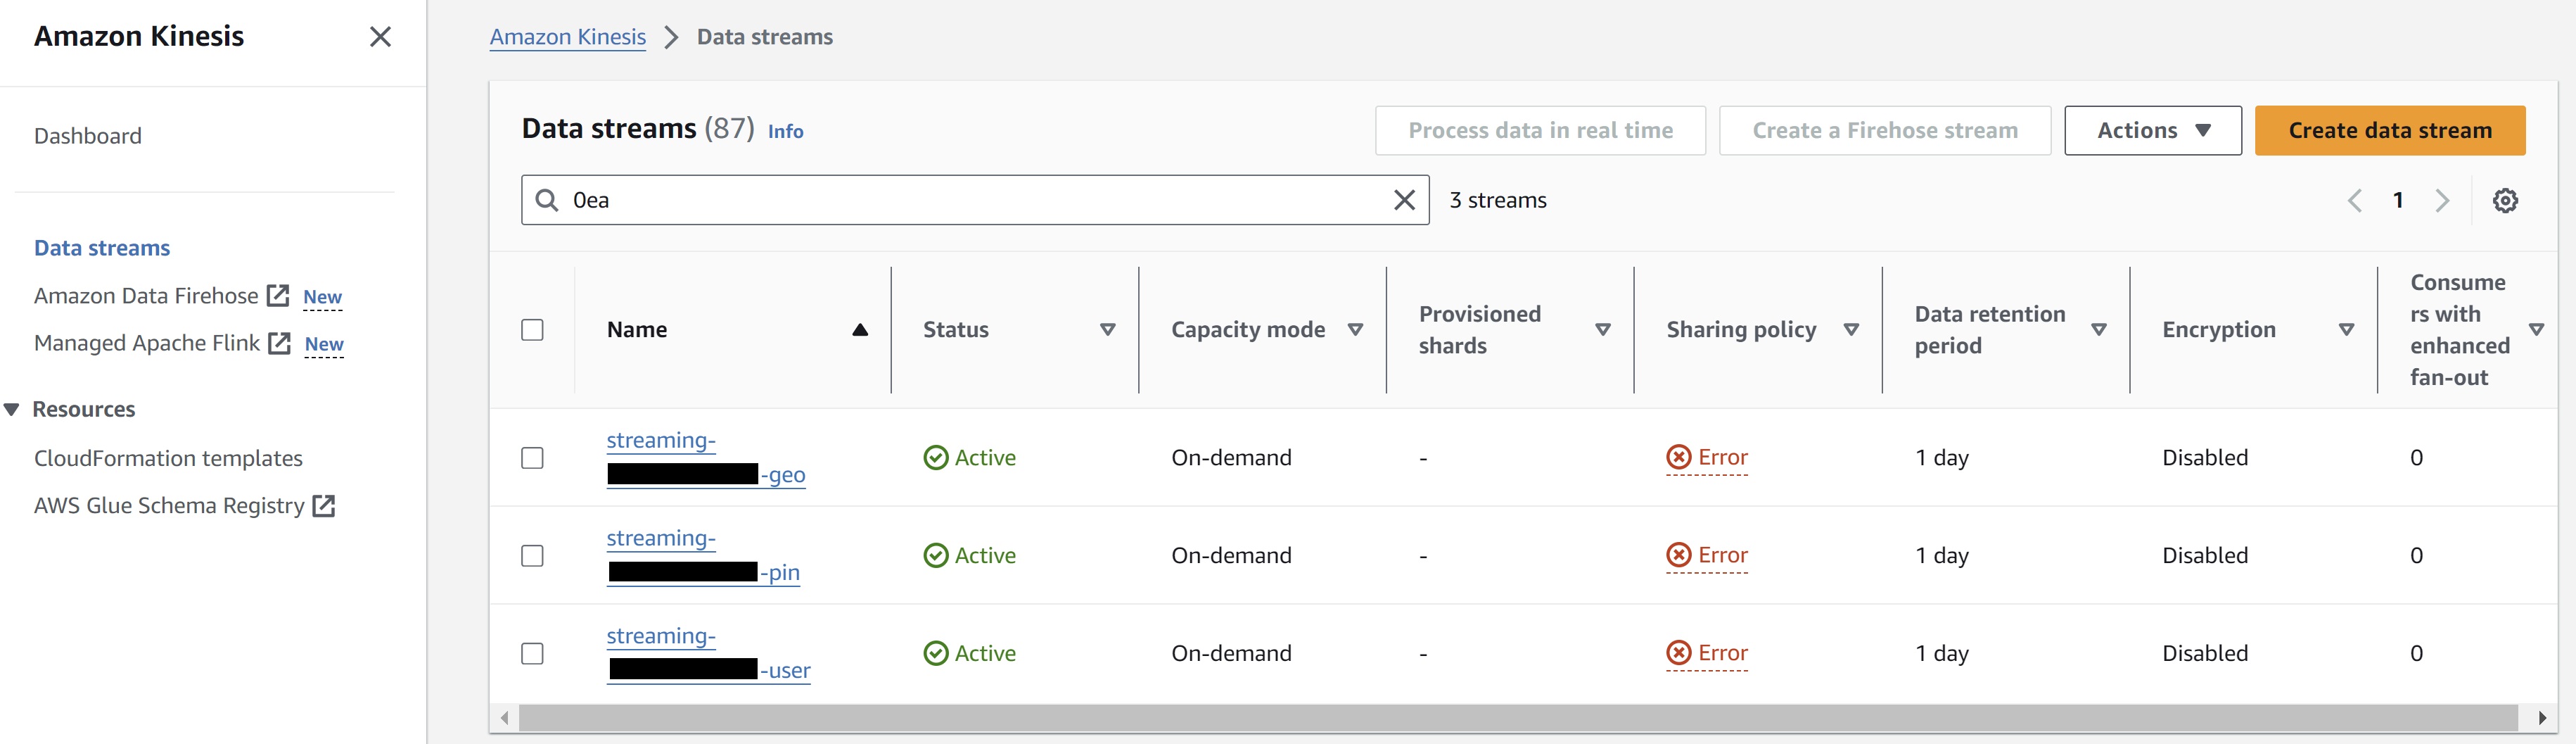 Amazon Kinesis
Dashboard
Data streams
Amazon Data Firehose New
Managed Apache Flink New
Resources
CloudFormation templates
AWS Glue Schema Registry
Amazon Kinesis > Data streams
Data streams (87) Info
Process data in real time
Create a Firehose stream
Actions
Create data stream
0ea
3 streams
1
Name
Status
Capacity mode
Provisioned
shards
Sharing policy
Data retention
period
Encryption
Consume
rs with
enhanced
fan-out
streaming-
-geo
Active
On-demand
-
Error
1 day
Disabled
0
streaming-
-pin
Active
On-demand
-
Error
1 day
Disabled
0
streaming-
-user
Active
On-demand
-
Error
1 day
Disabled
0